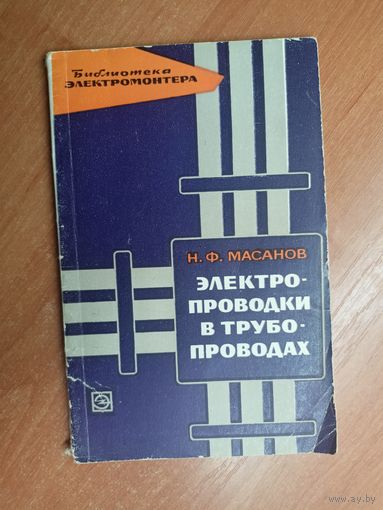 Библиотека
ЭЛЕКТРОМОНТЕРА
Н. Ф. МАСАНОВ
ЭЛЕКТРО-
ПРОВОДКИ
В ТРУБО-
ПРОВОДАХ
www.ay.by